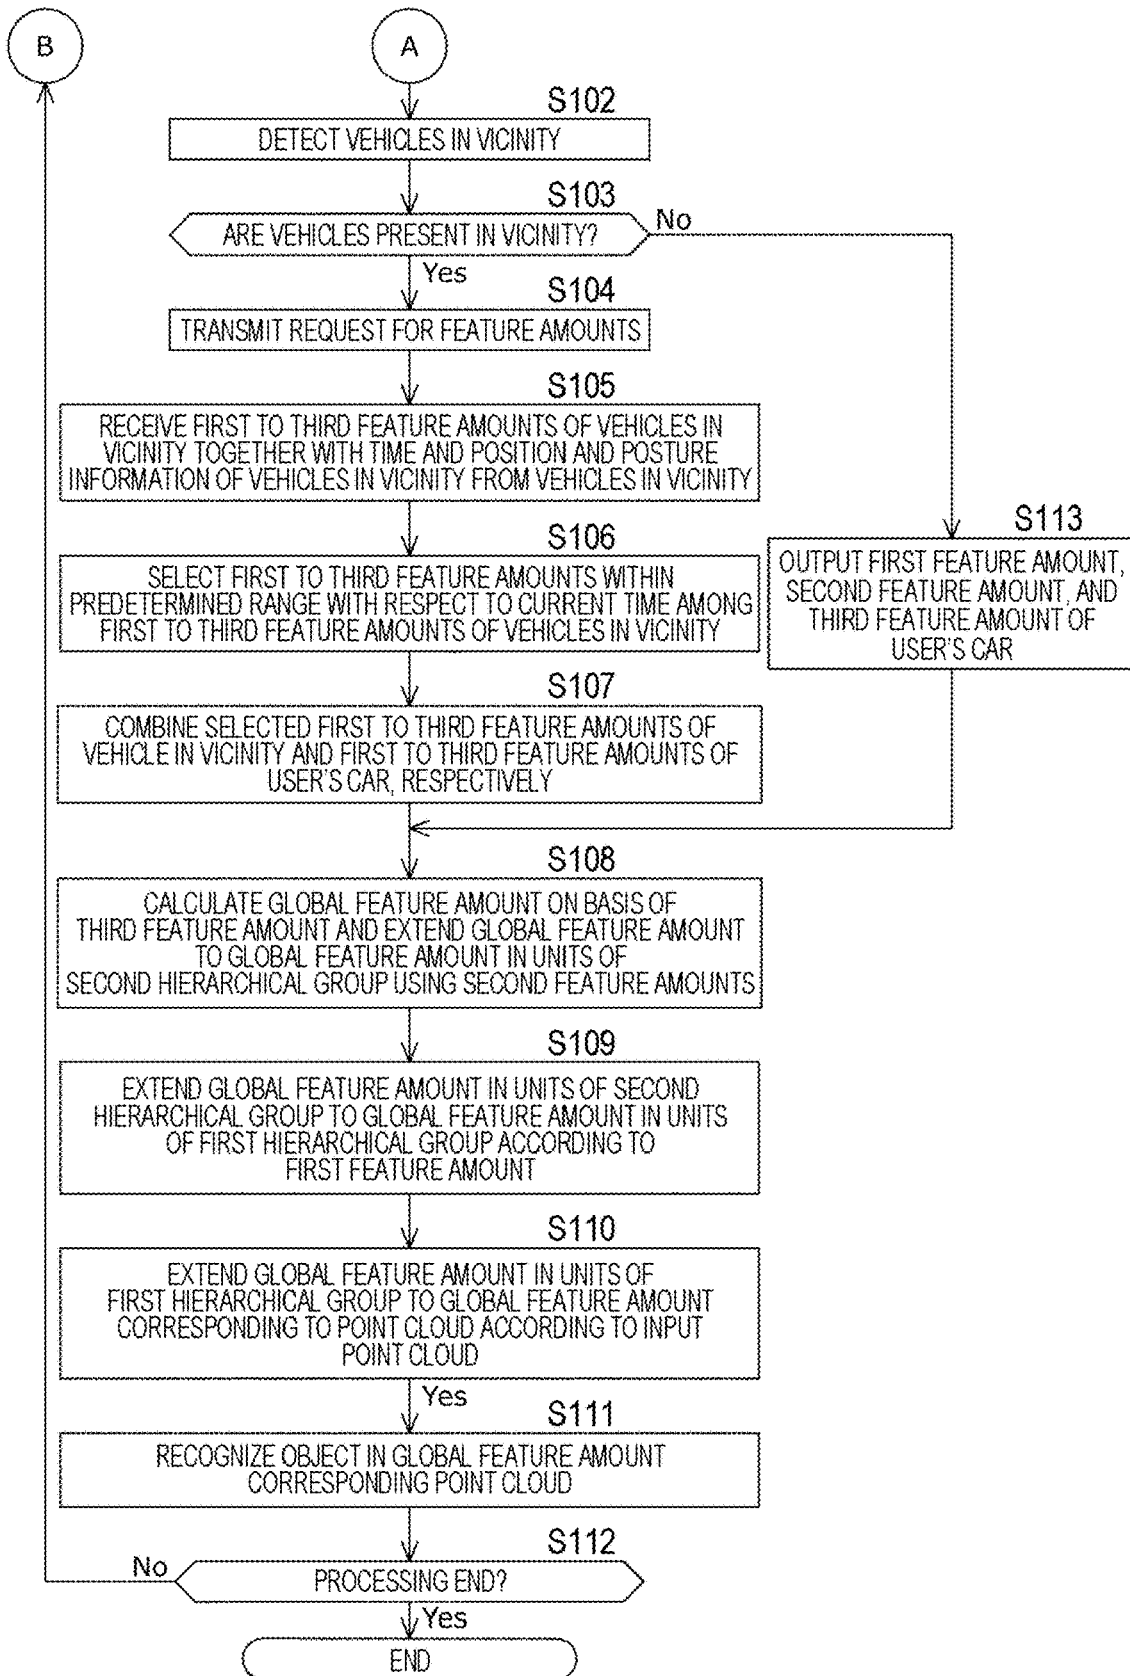 B
A
S102
DETECT VEHICLES IN VICINITY
S103
ARE VEHICLES PRESENT IN VICINITY?
No
Yes
S104
TRANSMIT REQUEST FOR FEATURE AMOUNTS
S105
RECEIVE FIRST TO THIRD FEATURE AMOUNTS OF VEHICLES IN
VICINITY TOGETHER WITH TIME AND POSITION AND POSTURE
INFORMATION OF VEHICLES IN VICINITY FROM VEHICLES IN VICINITY
S106
SELECT FIRST TO THIRD FEATURE AMOUNTS WITHIN
PREDETERMINED RANGE WITH RESPECT TO CURRENT TIME AMONG
FIRST TO THIRD FEATURE AMOUNTS OF VEHICLES IN VICINITY
S113
OUTPUT FIRST FEATURE AMOUNT,
SECOND FEATURE AMOUNT, AND
THIRD FEATURE AMOUNT OF
USER'S CAR
S107
COMBINE SELECTED FIRST TO THIRD FEATURE AMOUNTS OF
VEHICLE IN VICINITY AND FIRST TO THIRD FEATURE AMOUNTS OF
USER'S CAR, RESPECTIVELY
S108
CALCULATE GLOBAL FEATURE AMOUNT ON BASIS OF
THIRD FEATURE AMOUNT AND EXTEND GLOBAL FEATURE AMOUNT
TO GLOBAL FEATURE AMOUNT IN UNITS OF
SECOND HIERARCHICAL GROUP USING SECOND FEATURE AMOUNTS
S109
EXTEND GLOBAL FEATURE AMOUNT IN UNITS OF SECOND
HIERARCHICAL GROUP TO GLOBAL FEATURE AMOUNT IN UNITS
OF FIRST HIERARCHICAL GROUP ACCORDING TO
FIRST FEATURE AMOUNT
S110
EXTEND GLOBAL FEATURE AMOUNT IN UNITS OF
FIRST HIERARCHICAL GROUP TO GLOBAL FEATURE AMOUNT
CORRESPONDING TO POINT CLOUD ACCORDING TO INPUT
POINT CLOUD
Yes
S111
RECOGNIZE OBJECT IN GLOBAL FEATURE AMOUNT
CORRESPONDING POINT CLOUD
S112
No
PROCESSING END?
Yes
END